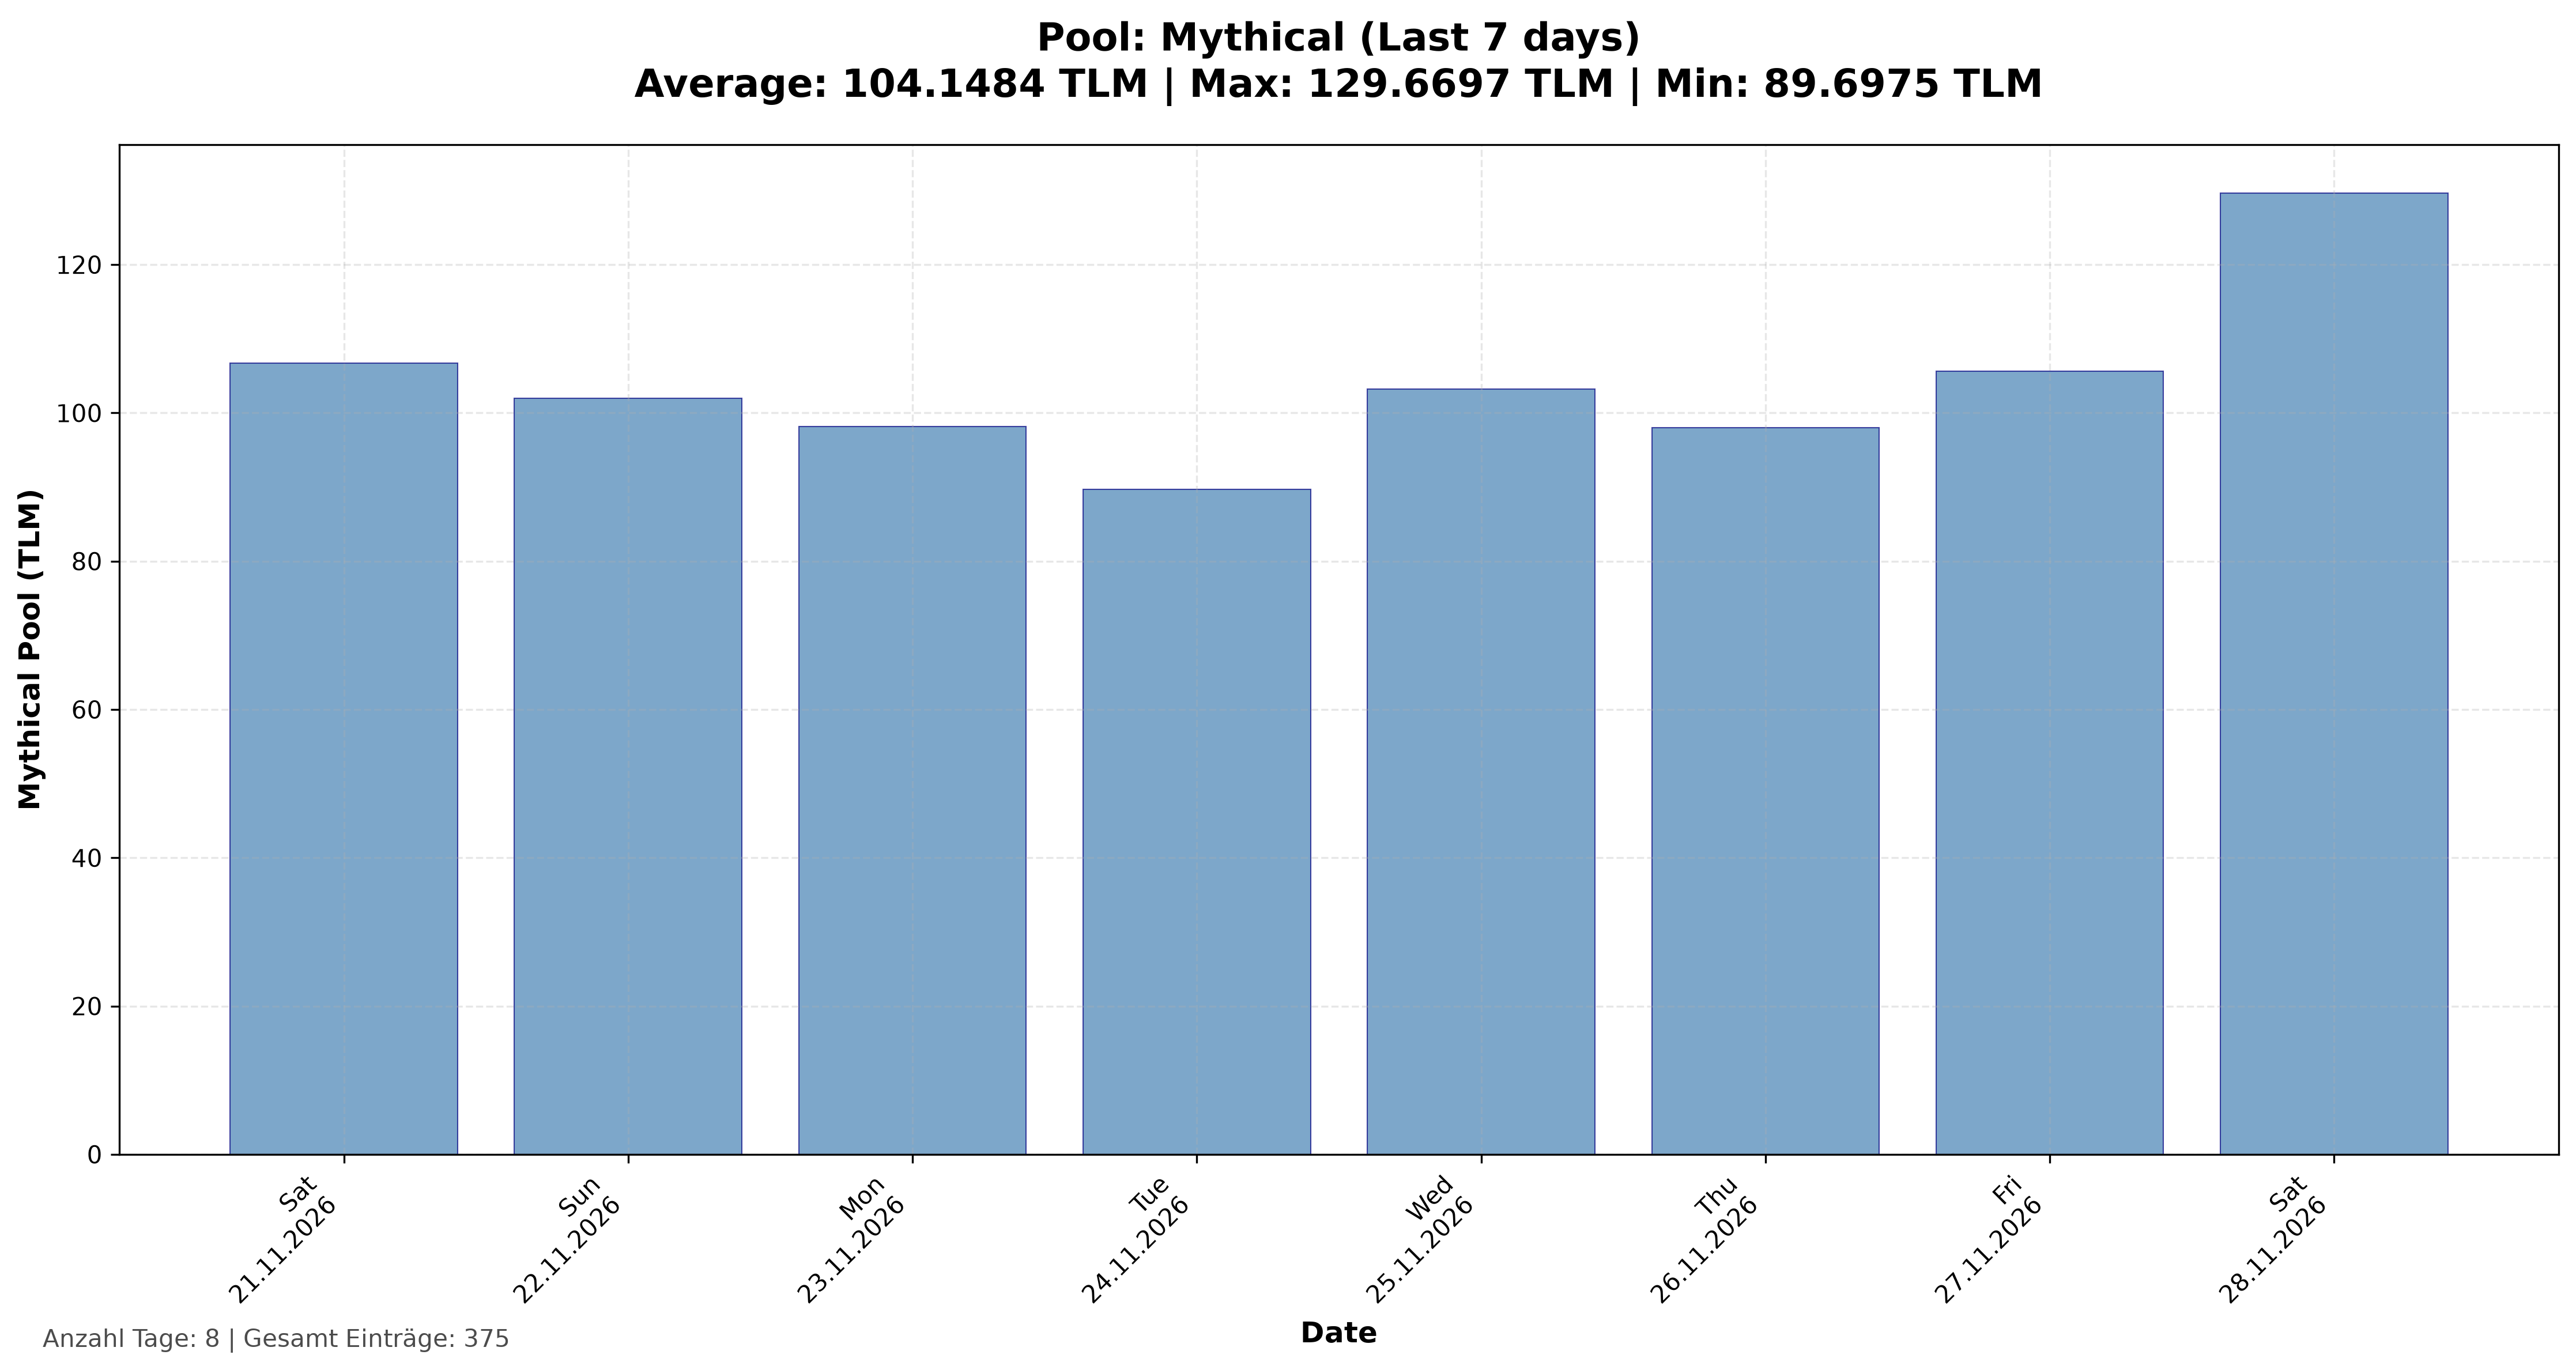 Pool: Mythical (Last 7 days)
Average: 104.1484 TLM | Max: 129.6697 TLM | Min: 89.6975 TLM
Mythical Pool (TLM)
120
100
80
60
40
20
0
Sat
21.11.2026
Sun
22.11.2026
Mon
23.11.2026
Tue
24.11.2026
Wed
25.11.2026
Thu
26.11.2026
Fri
27.11.2026
Sat
28.11.2026
Date
Anzahl Tage: 8 | Gesamt Einträge: 375